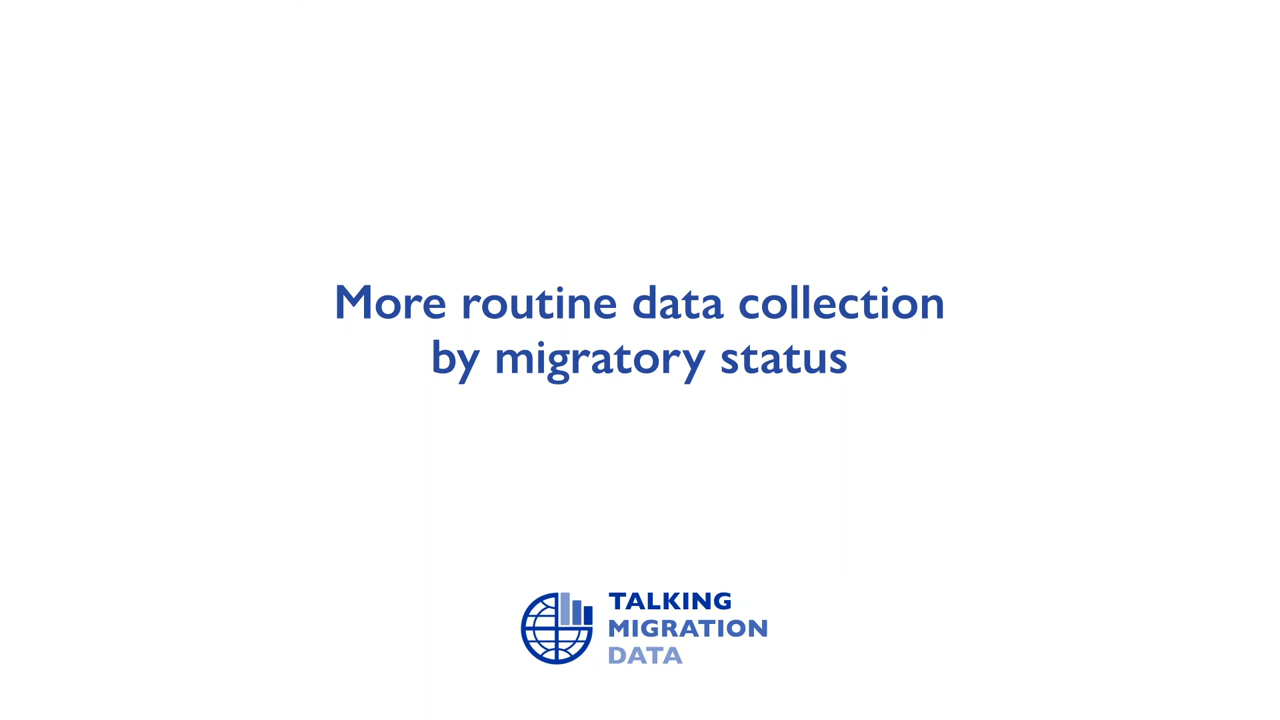 More routine data collection
by migratory status
TALKING
MIGRATION
DATA